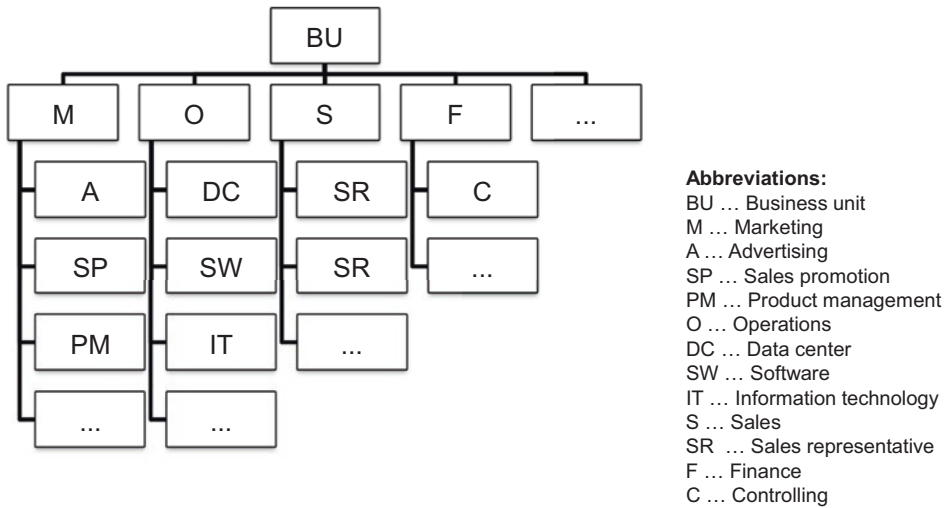 BU
M O S F ...
A DC SR C
SP SW SR ...
PM IT ...
... ...
Abbreviations:
BU … Business unit
M … Marketing
A … Advertising
SP … Sales promotion
PM … Product management
O … Operations
DC … Data center
SW … Software
IT … Information technology
S … Sales
SR … Sales representative
F … Finance
C … Controlling